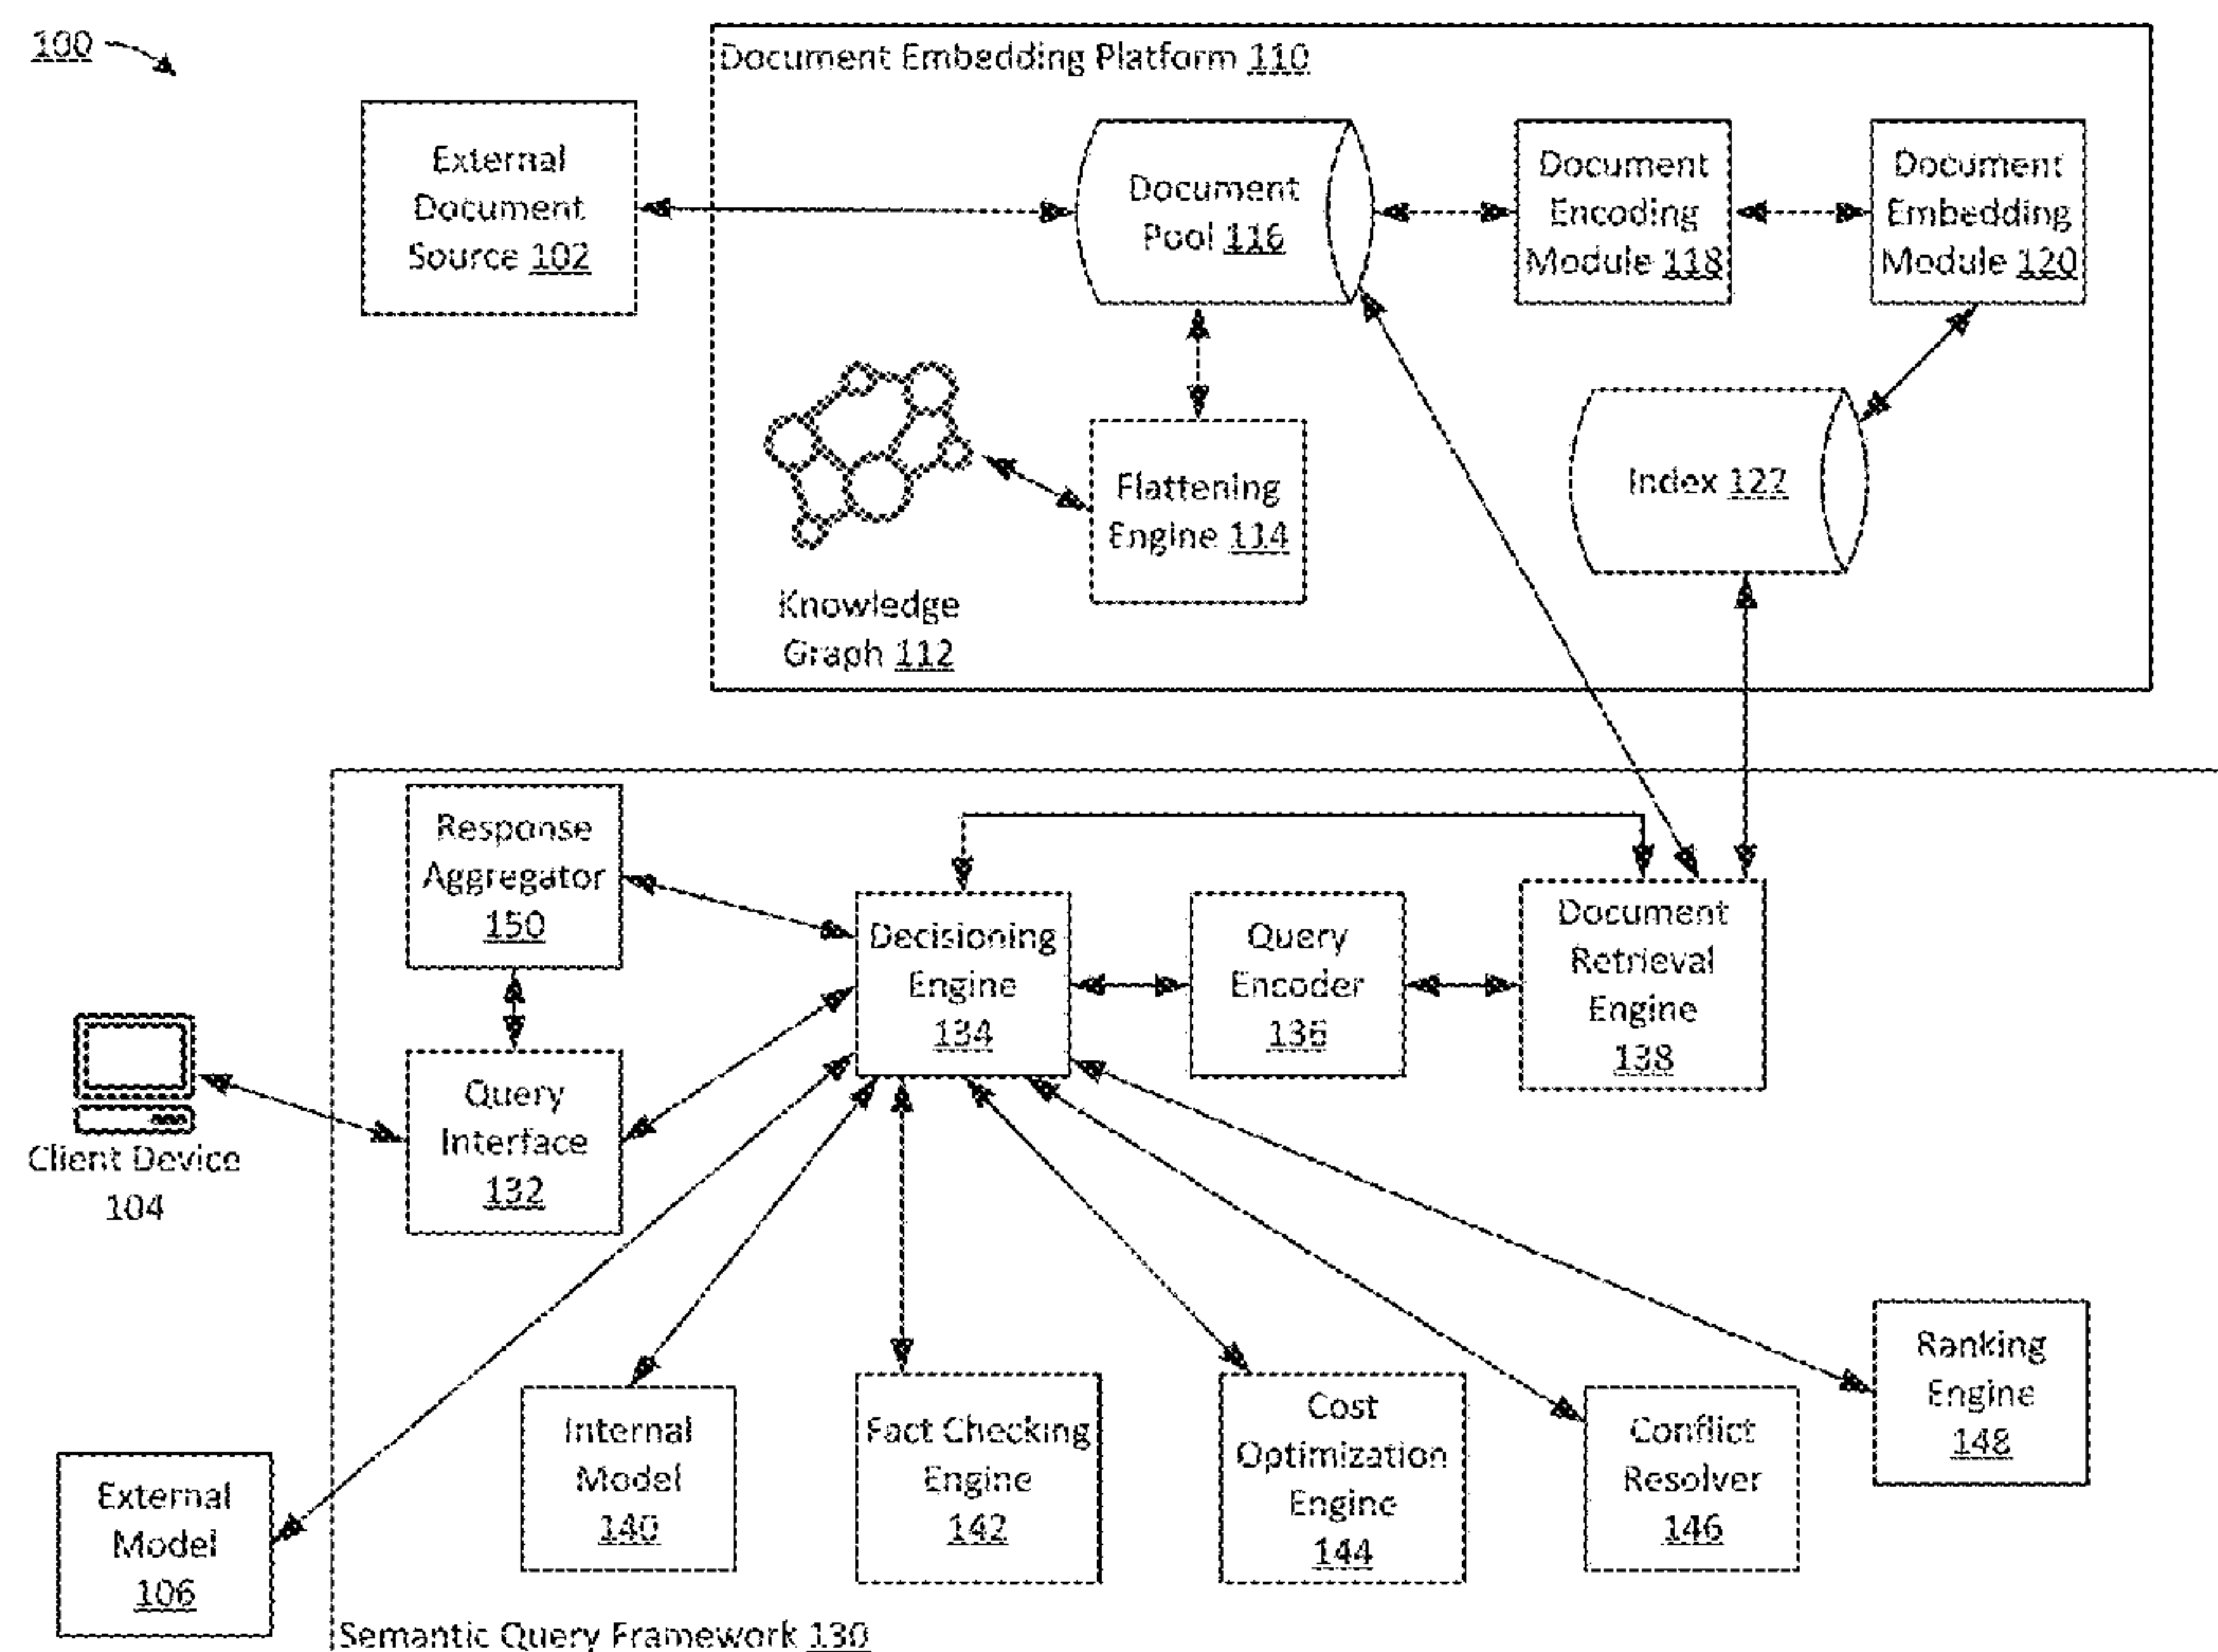 100
Document Embedding Platform 110
External
Document
Source 102
Document
Pool 116
Document
Encoding
Module 118
Document
Embedding
Module 120
Flattening
Engine 114
Index 122
Knowledge
Graph 112
Response
Aggregator
150
Decisioning
Engine
134
Query
Encoder
136
Document
Retrieval
Engine
138
Client Device
104
Query
Interface
132
External
Model
106
Internal
Model
140
Fact Checking
Engine
142
Cost
Optimization
Engine
144
Conflict
Resolver
146
Ranking
Engine
148
Semantic Query Framework 130